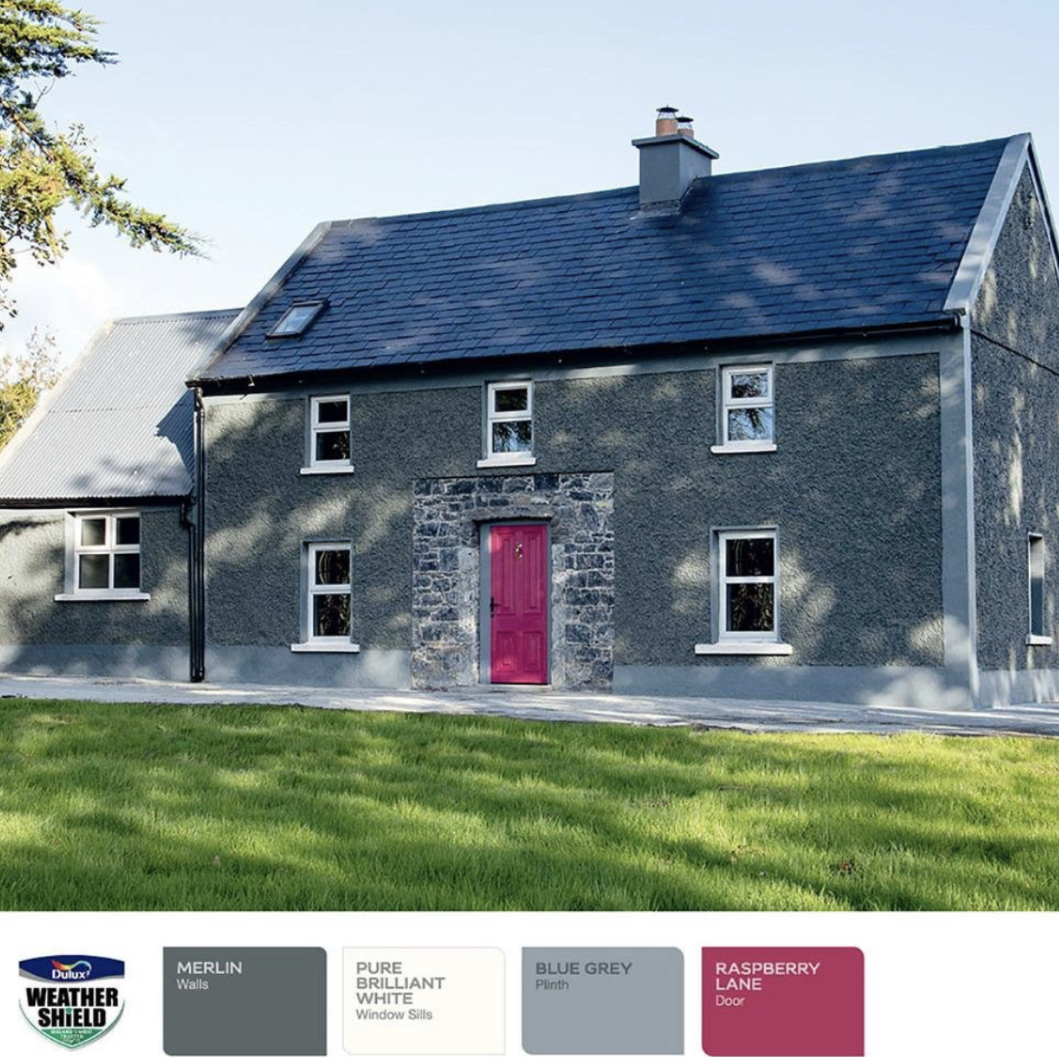 Dulux
WEATHER
SHIELD
MERLIN
Walls
PURE
BRILLIANT
WHITE
Window Sills
BLUE GREY
Plinth
RASPBERRY
LANE
Door